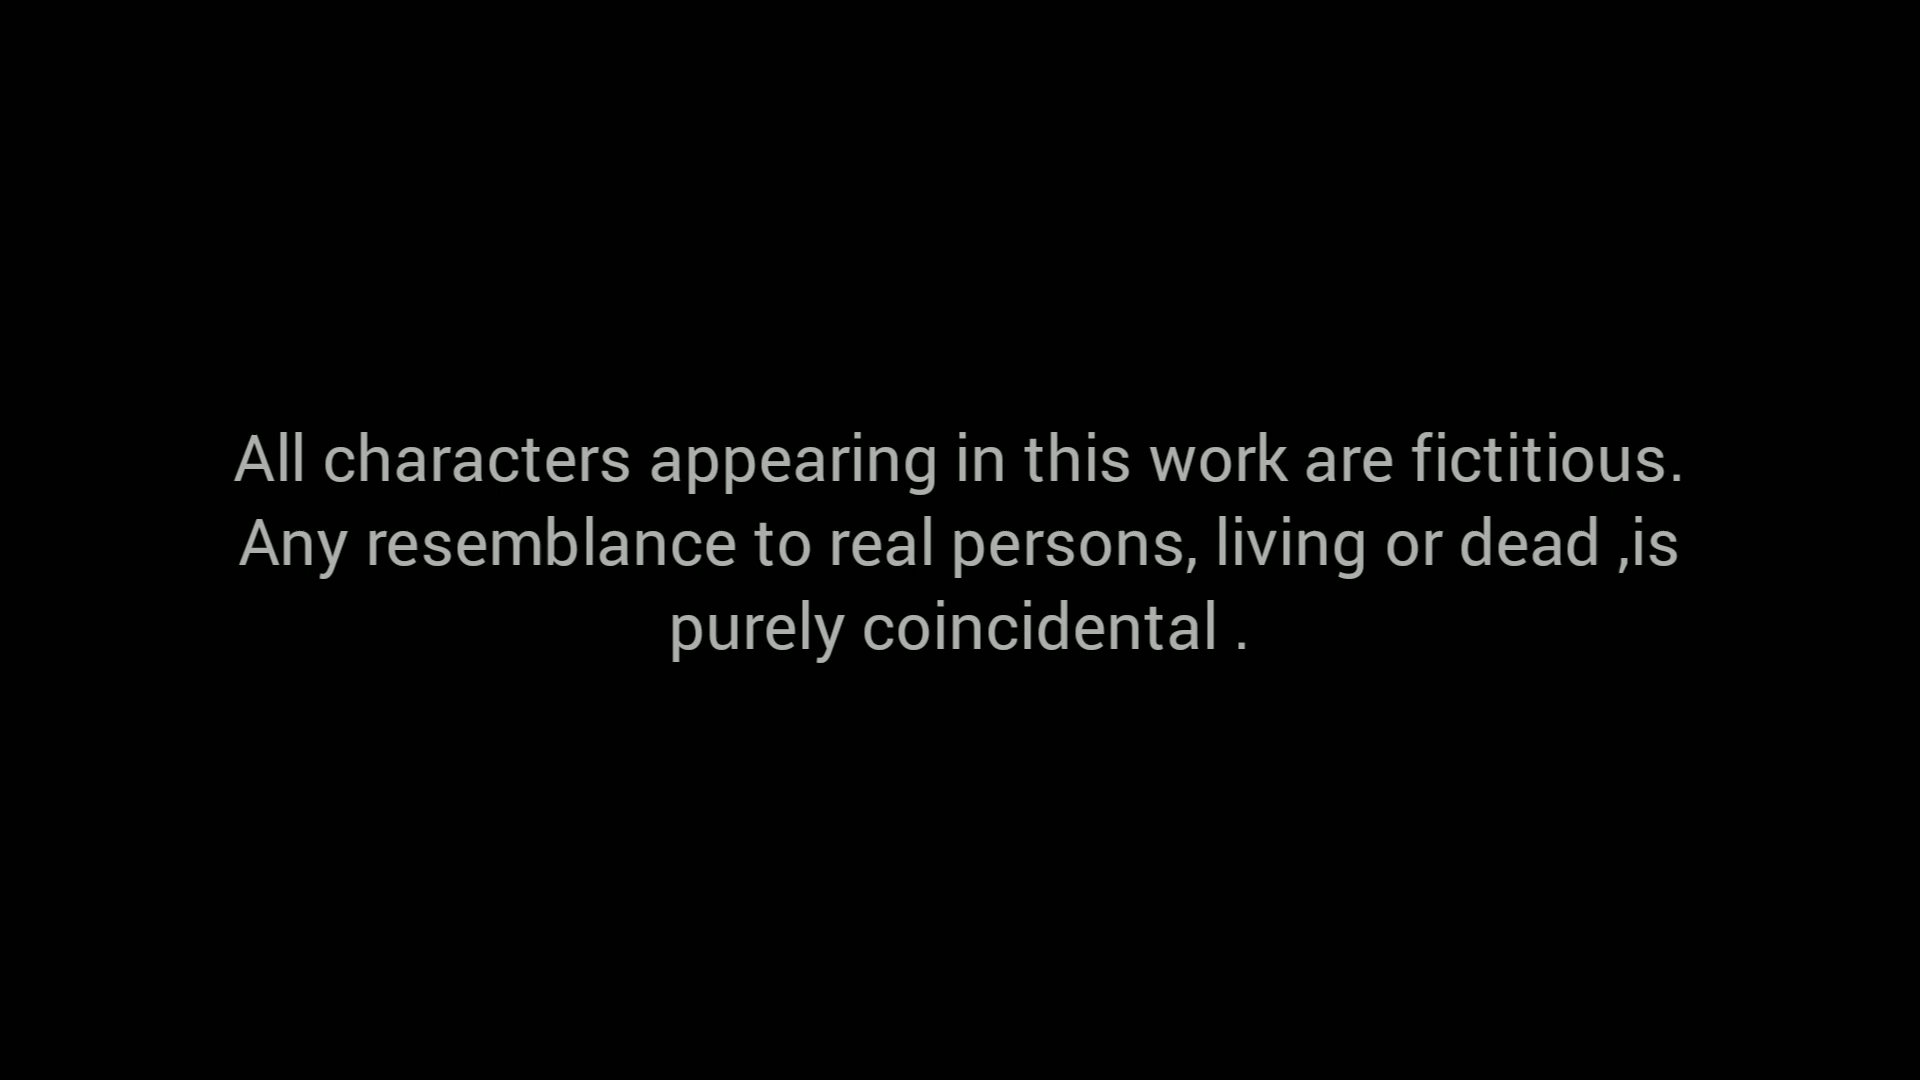 All characters appearing in this work are fictitious.
Any resemblance to real persons, living or dead ,is
purely coincidental .